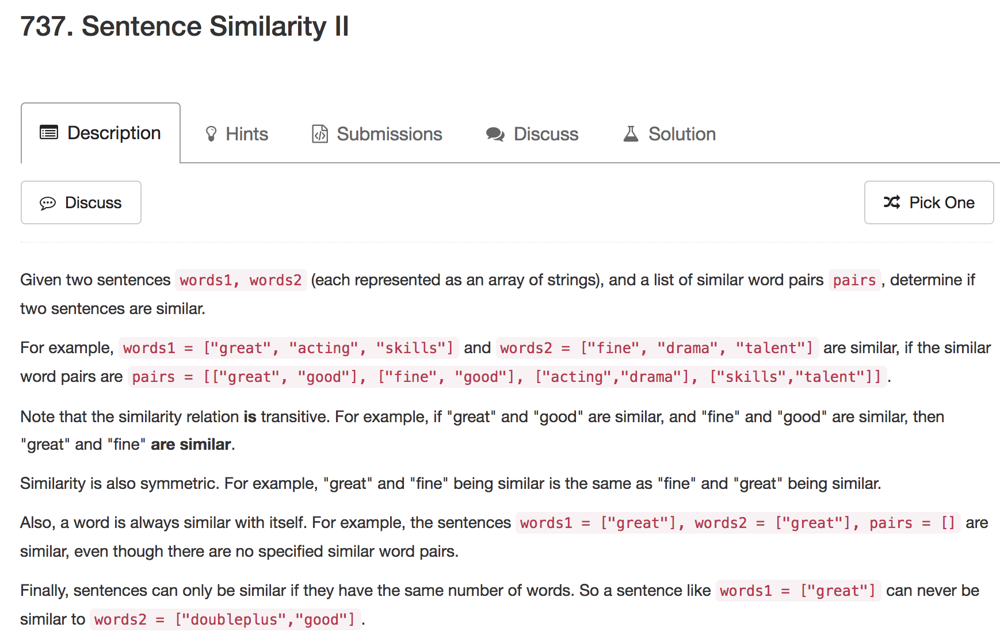 737. Sentence Similarity II
Description
Hints
Submissions
Discuss
Solution
Discuss
Pick One
Given two sentences words1, words2 (each represented as an array of strings), and a list of similar word pairs pairs, determine if
two sentences are similar.
For example, words1 = ["great", "acting", "skills"] and words2 = ["fine", "drama", "talent"] are similar, if the similar
word pairs are pairs = [["great", "good"], ["fine", "good"], ["acting","drama"], ["skills","talent"]].
Note that the similarity relation is transitive. For example, if "great" and "good" are similar, and "fine" and "good" are similar, then
"great" and "fine" are similar.
Similarity is also symmetric. For example, "great" and "fine" being similar is the same as "fine" and "great" being similar.
Also, a word is always similar with itself. For example, the sentences words1 = ["great"], words2 = ["great"], pairs = [] are
similar, even though there are no specified similar word pairs.
Finally, sentences can only be similar if they have the same number of words. So a sentence like words1 = ["great"] can never be
similar to words2 = ["doubleplus","good"].